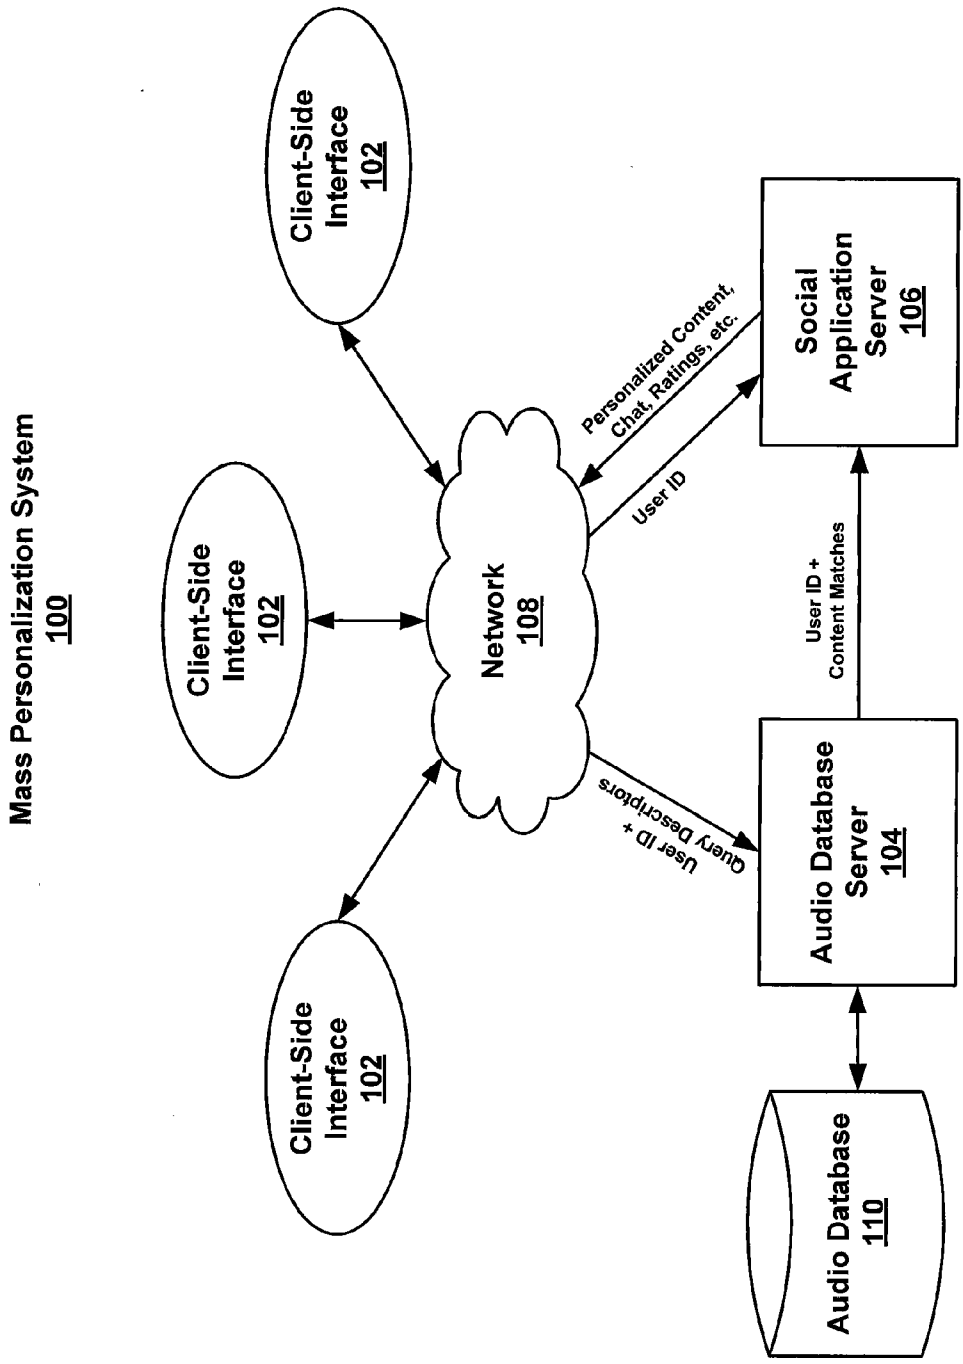 Mass Personalization System
100
Client-Side
Interface
102
Client-Side
Interface
102
Client-Side
Interface
102
Network
108
User ID +
Query Descriptors
User ID
Personalized Content,
Chat, Ratings, etc.
Audio Database
110
Audio Database
Server
104
User ID +
Content Matches
Social
Application
Server
106